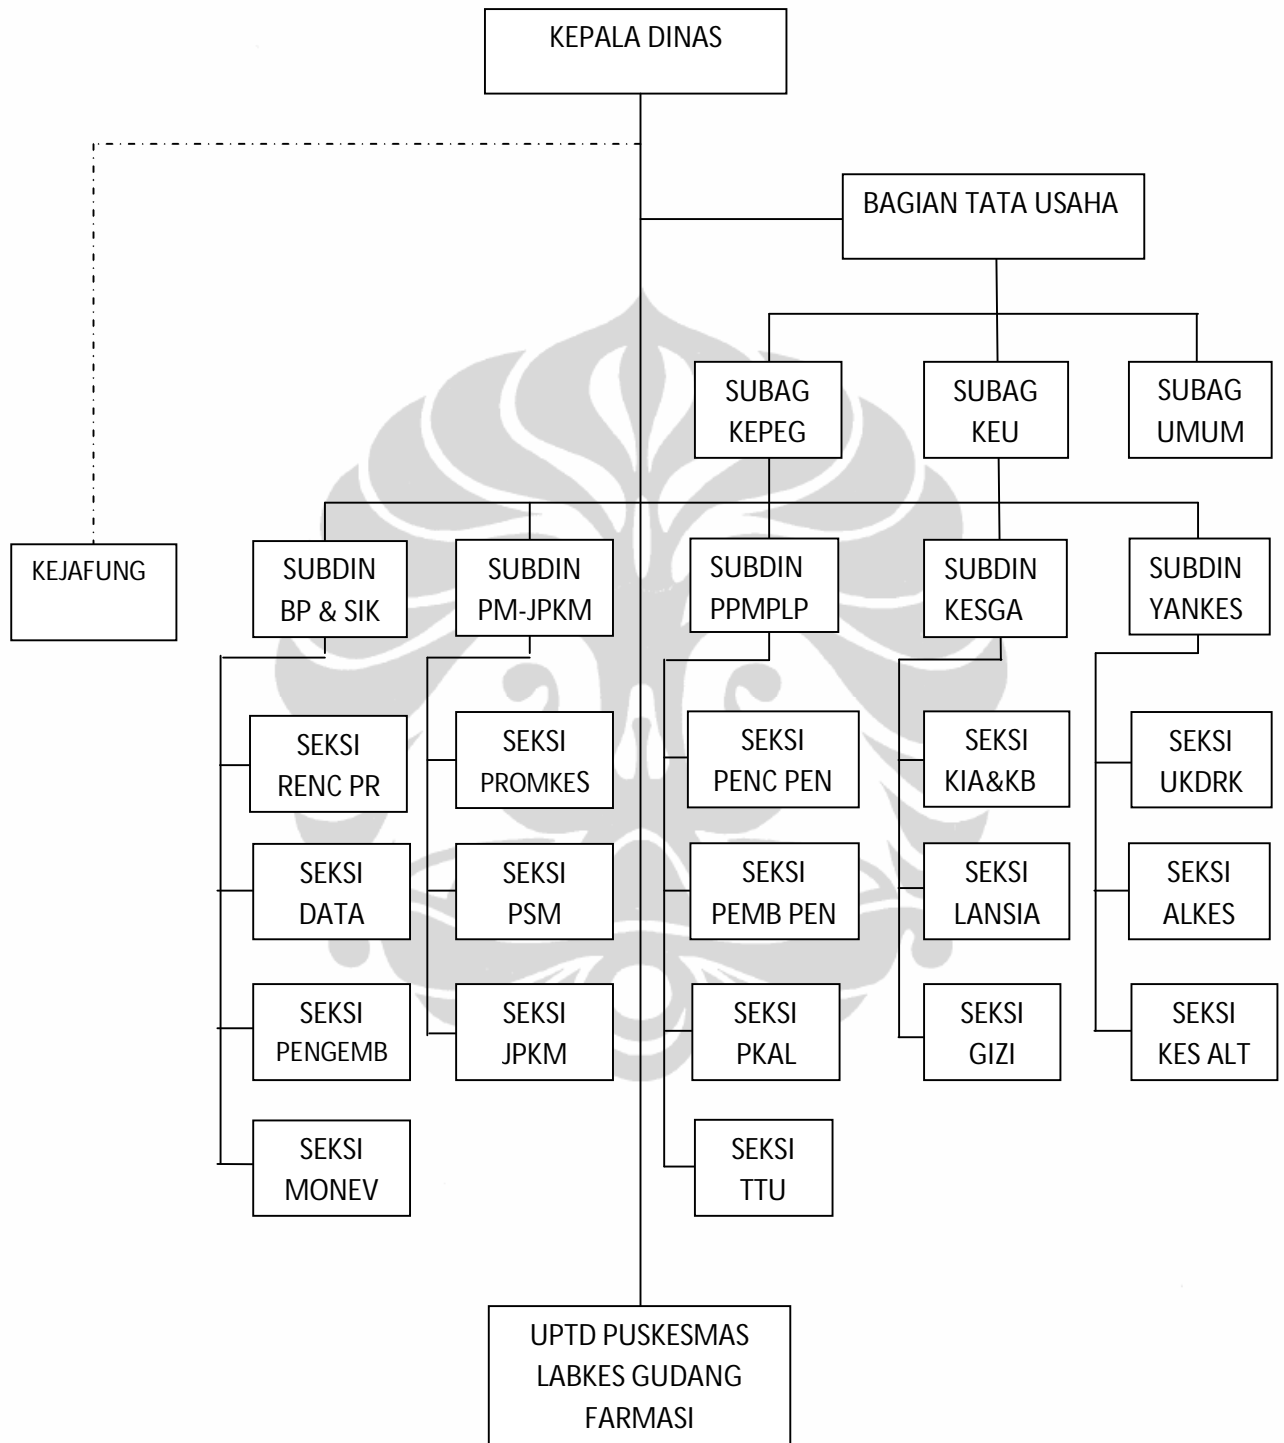 KEPALA DINAS
BAGIAN TATA USAHA
SUBAG
KEPEG
SUBAG
KEU
SUBAG
UMUM
KEJAFUNG
SUBDIN
BP & SIK
SUBDIN
PM-JPKM
SUBDIN
PPMPLP
SUBDIN
KESGA
SUBDIN
YANKES
SEKSI
RENC PR
SEKSI
PROMKES
SEKSI
PENC PEN
SEKSI
KIA&KB
SEKSI
UKDRK
SEKSI
DATA
SEKSI
PSM
SEKSI
PEMB PEN
SEKSI
LANSIA
SEKSI
ALKES
SEKSI
PENGEMB
SEKSI
JPKM
SEKSI
PKAL
SEKSI
GIZI
SEKSI
KES ALT
SEKSI
MONEV
SEKSI
TTU
UPTD PUSKESMAS
LABKES GUDANG
FARMASI